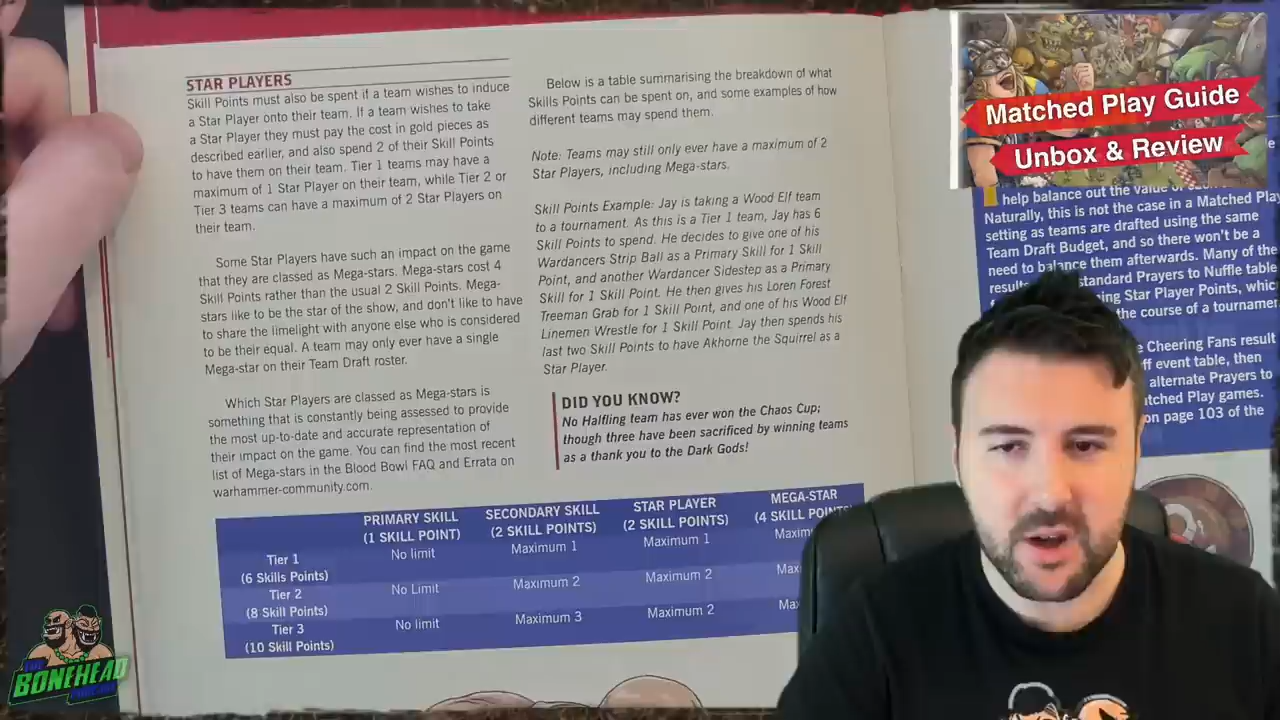 STAR PLAYERS
Skill Points must also be spent if a team wishes to induce
a Star Player onto their team. If a team wishes to take
a Star Player they must pay the cost in gold pieces as
described earlier, and also spend 2 of their Skill Points
to have them on their team. Tier 1 teams may have a
maximum of 1 Star Player on their team, while Tier 2 or
Tier 3 teams can have a maximum of 2 Star Players on
their team.
Some Star Players have such an impact on the game
that they are classed as Mega-stars. Mega-stars cost 4
Skill Points rather than the usual 2 Skill Points. Mega-
stars like to be the star of the show, and don't like to have
to share the limelight with anyone else who is considered
to be their equal. A team may only ever have a single
Mega-star on their Team Draft roster.
Which Star Players are classed as Mega-stars is
something that is constantly being assessed to provide
the most up-to-date and accurate representation of
their impact on the game. You can find the most recent
list of Mega-stars in the Blood Bowl FAQ and Errata on
warhammer-community.com.
Below is a table summarising the breakdown of what
Skills Points can be spent on, and some examples of how
different teams may spend them.
Note: Teams may still only ever have a maximum of 2
Star Players, including Mega-stars.
Skill Points Example: Jay is taking a Wood Elf team
to a tournament. As this is a Tier 1 team, Jay has 6
Skill Points to spend. He decides to give one of his
Wardancers Strip Ball as a Primary Skill for 1 Skill
Point, and another Wardancer Sidestep as a Primary
Skill for 1 Skill Point. He then gives his Loren Forest
Treeman Grab for 1 Skill Point, and one of his Wood Elf
Linemen Wrestle for 1 Skill Point. Jay then spends his
last two Skill Points to have Akhorne the Squirrel as a
Star Player.
DID YOU KNOW?
No Halfling team has ever won the Chaos Cup;
though three have been sacrificed by winning teams
as a thank you to the Dark Gods!
PRIMARY SKILL SECONDARY SKILL STAR PLAYER MEGA-STAR
(1 SKILL POINT) (2 SKILL POINTS) (2 SKILL POINTS) (4 SKILL POINTS)
Tier 1 No limit Maximum 1 Maximum 1
(6 Skills Points)
Tier 2 No Limit Maximum 2 Maximum 2
(8 Skill Points)
Tier 3 No limit Maximum 3 Maximum 2
(10 Skill Points)
Matched Play Guide
Unbox & Review
help balance out the value of
Naturally, this is not the case in a Matched Play
setting as teams are drafted using the same
Team Draft Budget, and so there won't be a
need to balance them afterwards. Many of the
standard Prayers to Nuffle table
Star Player Points, which
the course of a tournament
Cheering Fans result
event table, then
alternate Prayers to
Play games.
on page 103 of the
THE
BONEHEAD
PODCAST